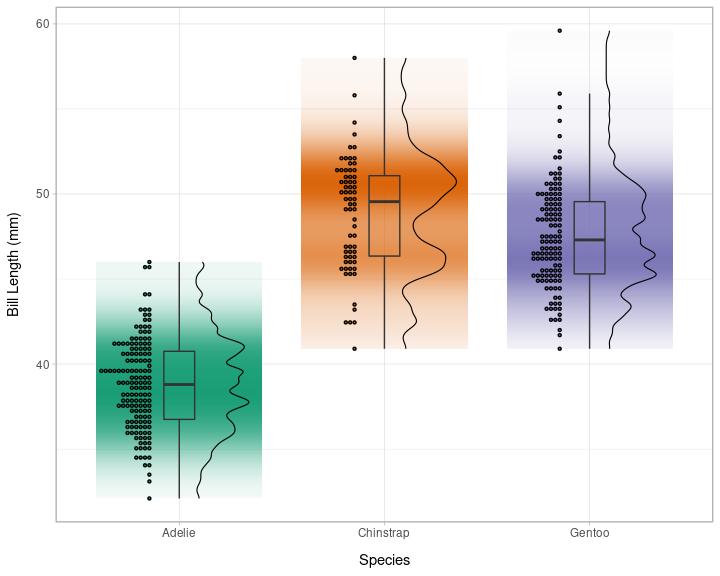 60
50
40
Bill Length (mm)
Adelie
Chinstrap
Gentoo
Species